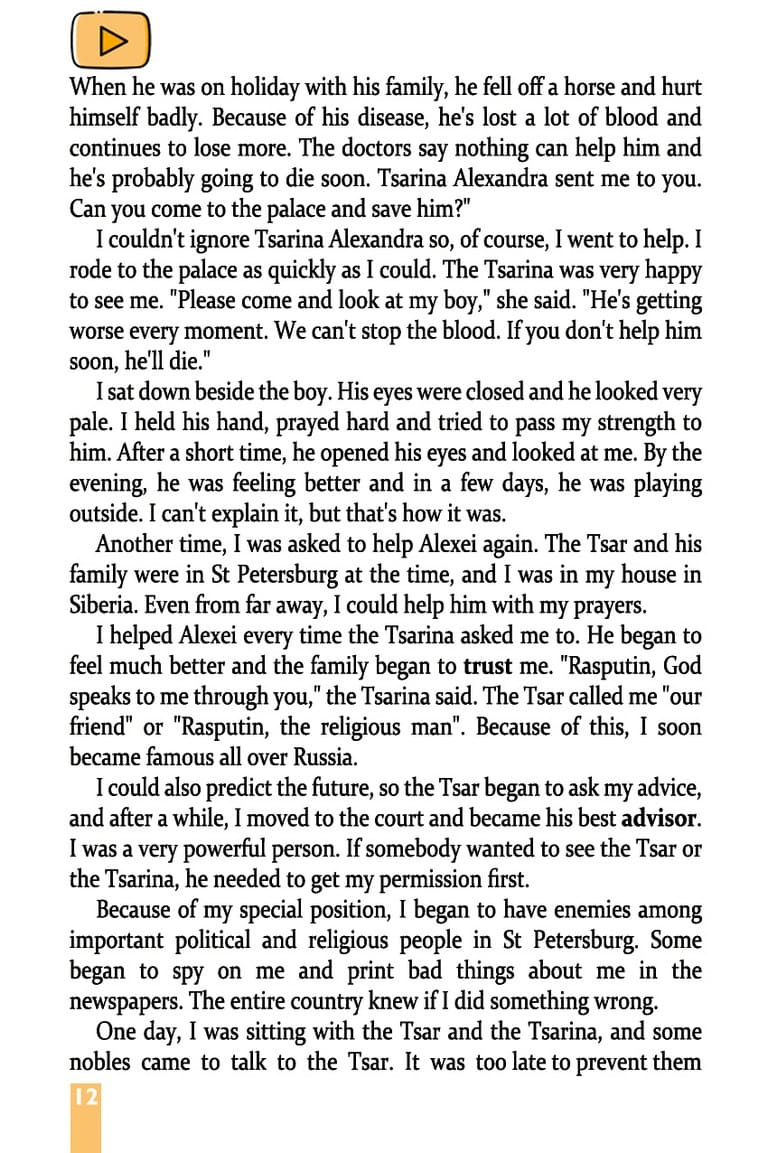 When he was on holiday with his family, he fell off a horse and hurt
himself badly. Because of his disease, he's lost a lot of blood and
continues to lose more. The doctors say nothing can help him and
he's probably going to die soon. Tsarina Alexandra sent me to you.
Can you come to the palace and save him?"
I couldn't ignore Tsarina Alexandra so, of course, I went to help. I
rode to the palace as quickly as I could. The Tsarina was very happy
to see me. "Please come and look at my boy," she said. "He's getting
worse every moment. We can't stop the blood. If you don't help him
soon, he'll die."
I sat down beside the boy. His eyes were closed and he looked very
pale. I held his hand, prayed hard and tried to pass my strength to
him. After a short time, he opened his eyes and looked at me. By the
evening, he was feeling better and in a few days, he was playing
outside. I can't explain it, but that's how it was.
Another time, I was asked to help Alexei again. The Tsar and his
family were in St Petersburg at the time, and I was in my house in
Siberia. Even from far away, I could help him with my prayers.
I helped Alexei every time the Tsarina asked me to. He began to
feel much better and the family began to trust me. "Rasputin, God
speaks to me through you," the Tsarina said. The Tsar called me "our
friend" or "Rasputin, the religious man". Because of this, I soon
became famous all over Russia.
I could also predict the future, so the Tsar began to ask my advice,
and after a while, I moved to the court and became his best advisor.
I was a very powerful person. If somebody wanted to see the Tsar or
the Tsarina, he needed to get my permission first.
Because of my special position, I began to have enemies among
important political and religious people in St Petersburg. Some
began to spy on me and print bad things about me in the
newspapers. The entire country knew if I did something wrong.
One day, I was sitting with the Tsar and the Tsarina, and some
nobles came to talk to the Tsar. It was too late to prevent them
12